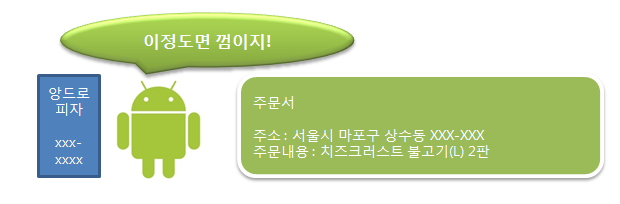 이정도면 껌이지!
앙드로
피자
xxx-
xxxx
주문서
주소 : 서울시 마포구 상수동 XXX-XXX
주문내용 : 치즈크러스트 불고기(L) 2판